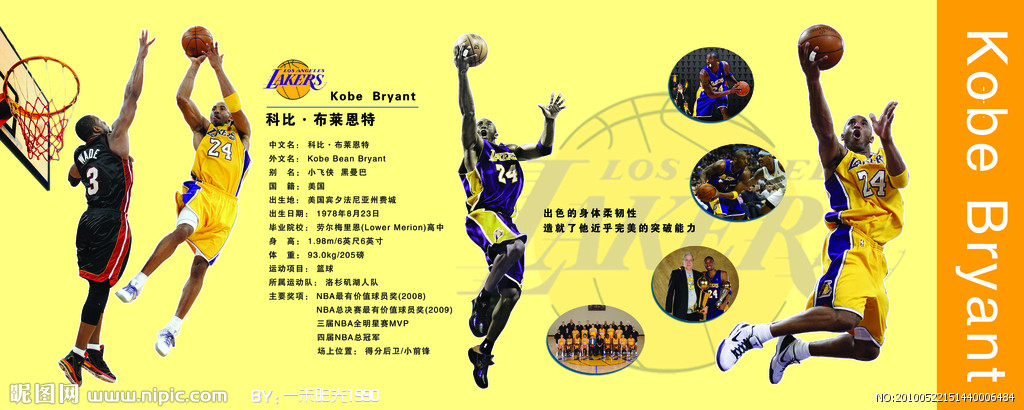 WADE
3
24
LOS ANGELES
LAKERS
Kobe Bryant
科比·布莱恩特
中文名： 科比·布莱恩特
外文名： Kobe Bean Bryant
别 名： 小飞侠 黑曼巴
国 籍： 美国
出生地： 美国宾夕法尼亚州费城
出生日期： 1978年8月23日
毕业院校： 劳尔梅里恩(Lower Merion)高中
身 高： 1.98m/6英尺6英寸
体 重： 93.0kg/205磅
运动项目： 篮球
所属运动队： 洛杉矶湖人队
主要奖项： NBA最有价值球员奖(2008)
NBA总决赛最有价值球员奖(2009)
三届NBA全明星赛MVP
四届NBA总冠军
场上位置： 得分后卫/小前锋
24
LOS ANGELES
LAKERS
出色的身体柔韧性
造就了他近乎完美的突破能力
24
Kobe Bryant
昵图网 www.nipic.com
BY：一米阳光1990
NO:20100522151440006484